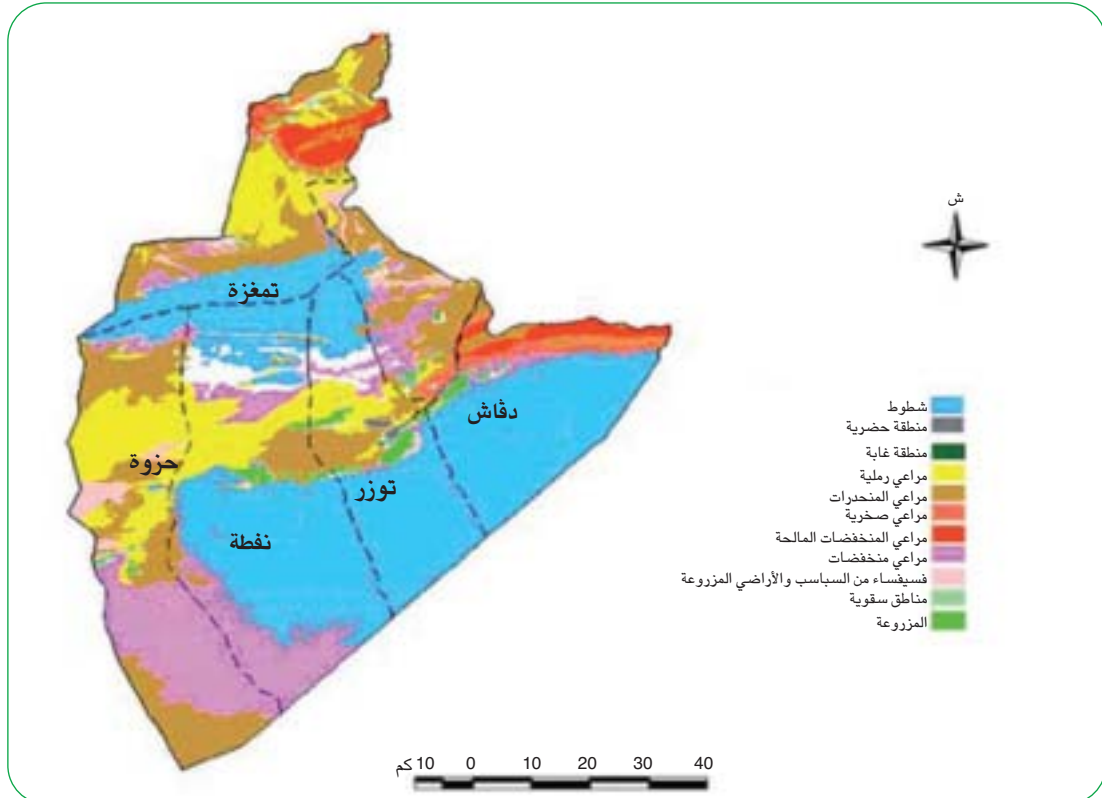 ش
تمغزة
دڨاش
حزوة
توزر
نفطة
شطوط
منطقة حضرية
منطقة غابة
مراعي رملية
مراعي المنحدرات
مراعي صخرية
مراعي المنخفضات المالحة
مراعي منخفضات
فسيفساء من السباسب والأراضي المزروعة
مناطق سقوية
المزروعة
كم 10 0 10 20 30 40